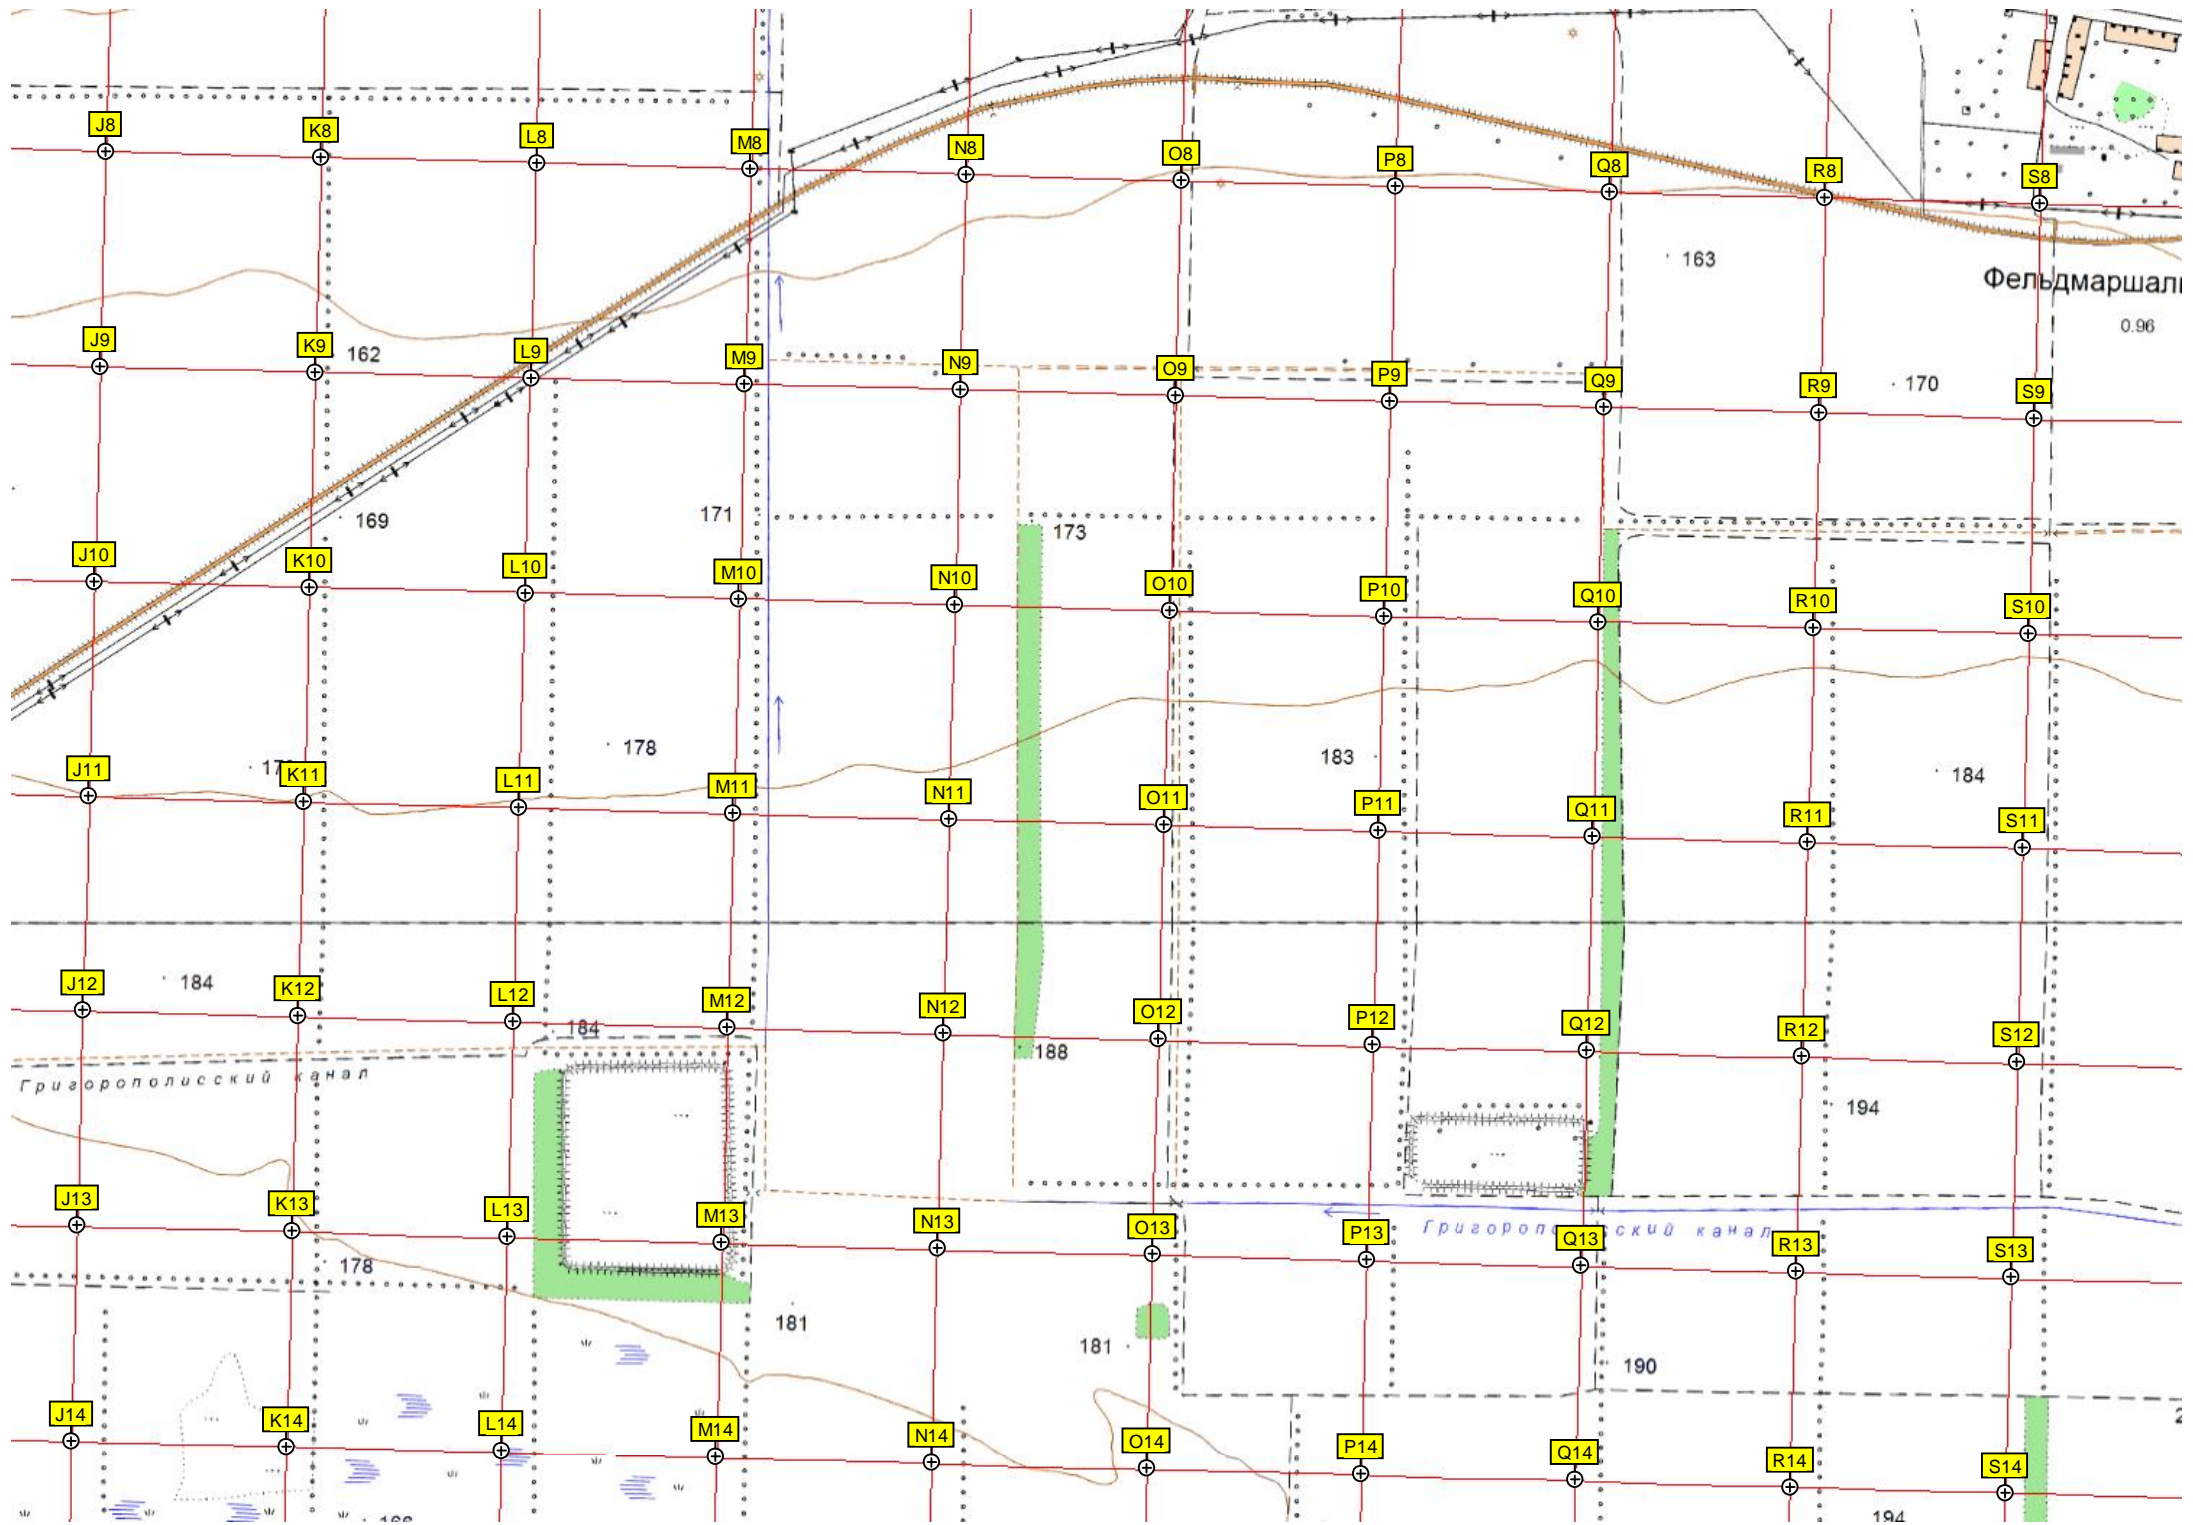 J8 K8 L8 M8 N8 O8 P8 Q8 R8 S8
163
Фельдмаршаль
0.96
J9 K9 162 L9 M9 N9 O9 P9 Q9 R9 170 S9
169 171 173
J10 K10 L10 M10 N10 O10 P10 Q10 R10 S10
178 183 184
J11 K11 L11 M11 N11 O11 P11 Q11 R11 S11
184
J12 K12 L12 M12 N12 O12 P12 Q12 R12 S12
184
188
Григорополисский канал
194
J13 K13 L13 M13 N13 O13 P13 Q13 R13 S13
Григорополисский канал
178
181 181
190
J14 K14 L14 M14 N14 O14 P14 Q14 R14 S14
194